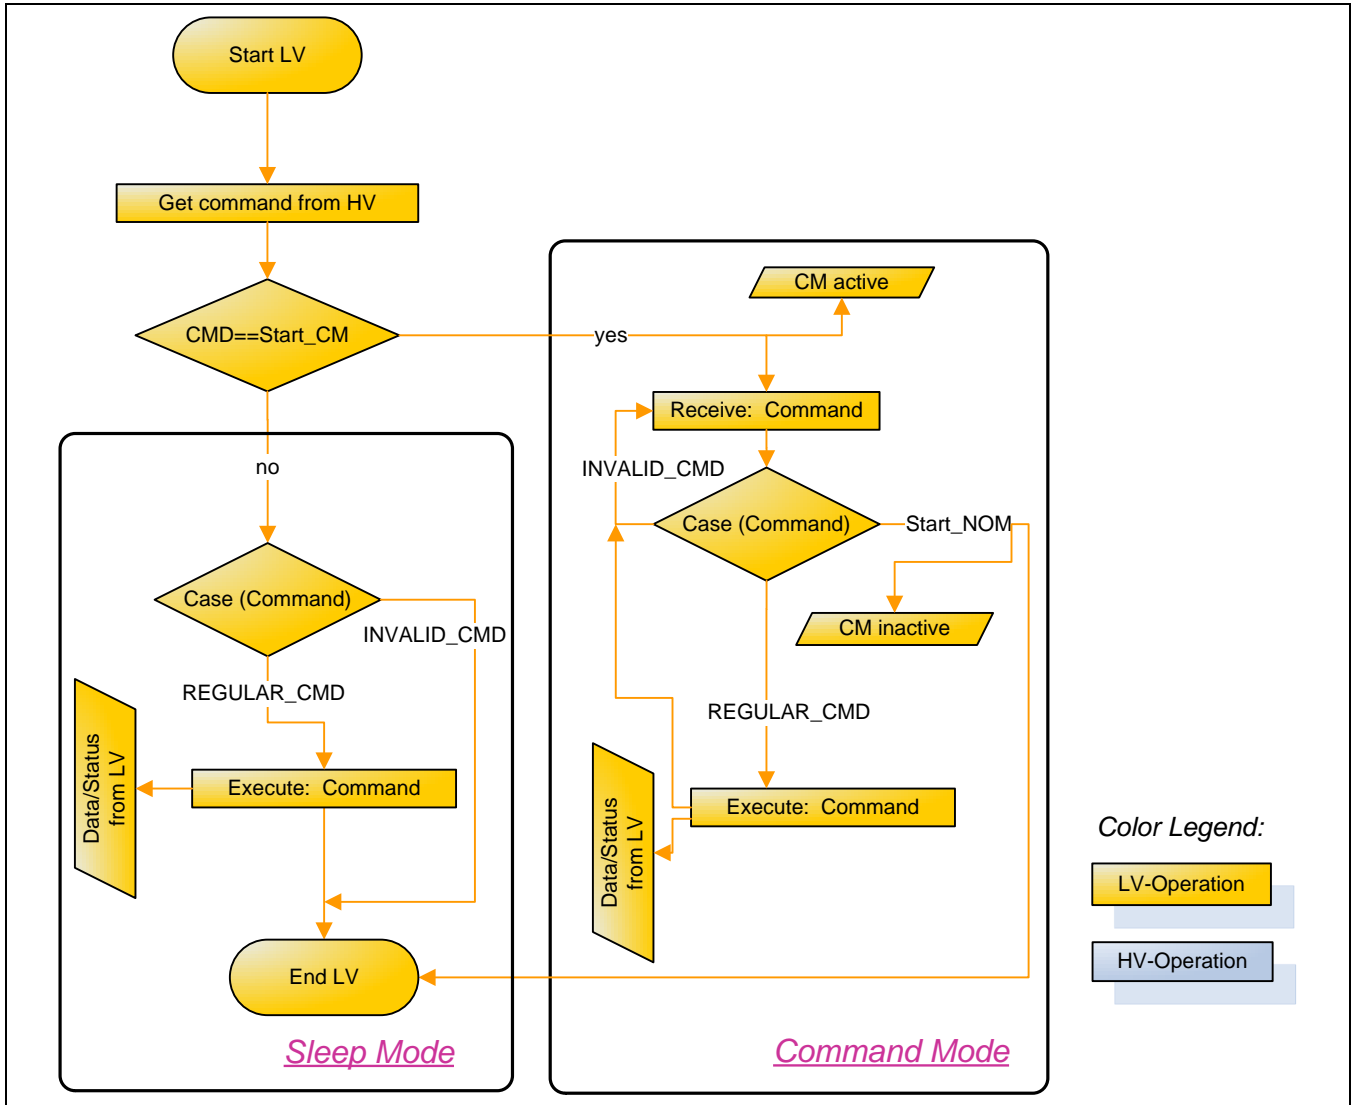 Start LV
Get command from HV
CMD==Start_CM
yes
no
CM active
Receive: Command
INVALID_CMD
Case (Command)
Start_NOM
CM inactive
REGULAR_CMD
Execute: Command
Data/Status
from LV
Case (Command)
INVALID_CMD
REGULAR_CMD
Execute: Command
Data/Status
from LV
End LV
Sleep Mode
Command Mode
Color Legend:
LV-Operation
HV-Operation